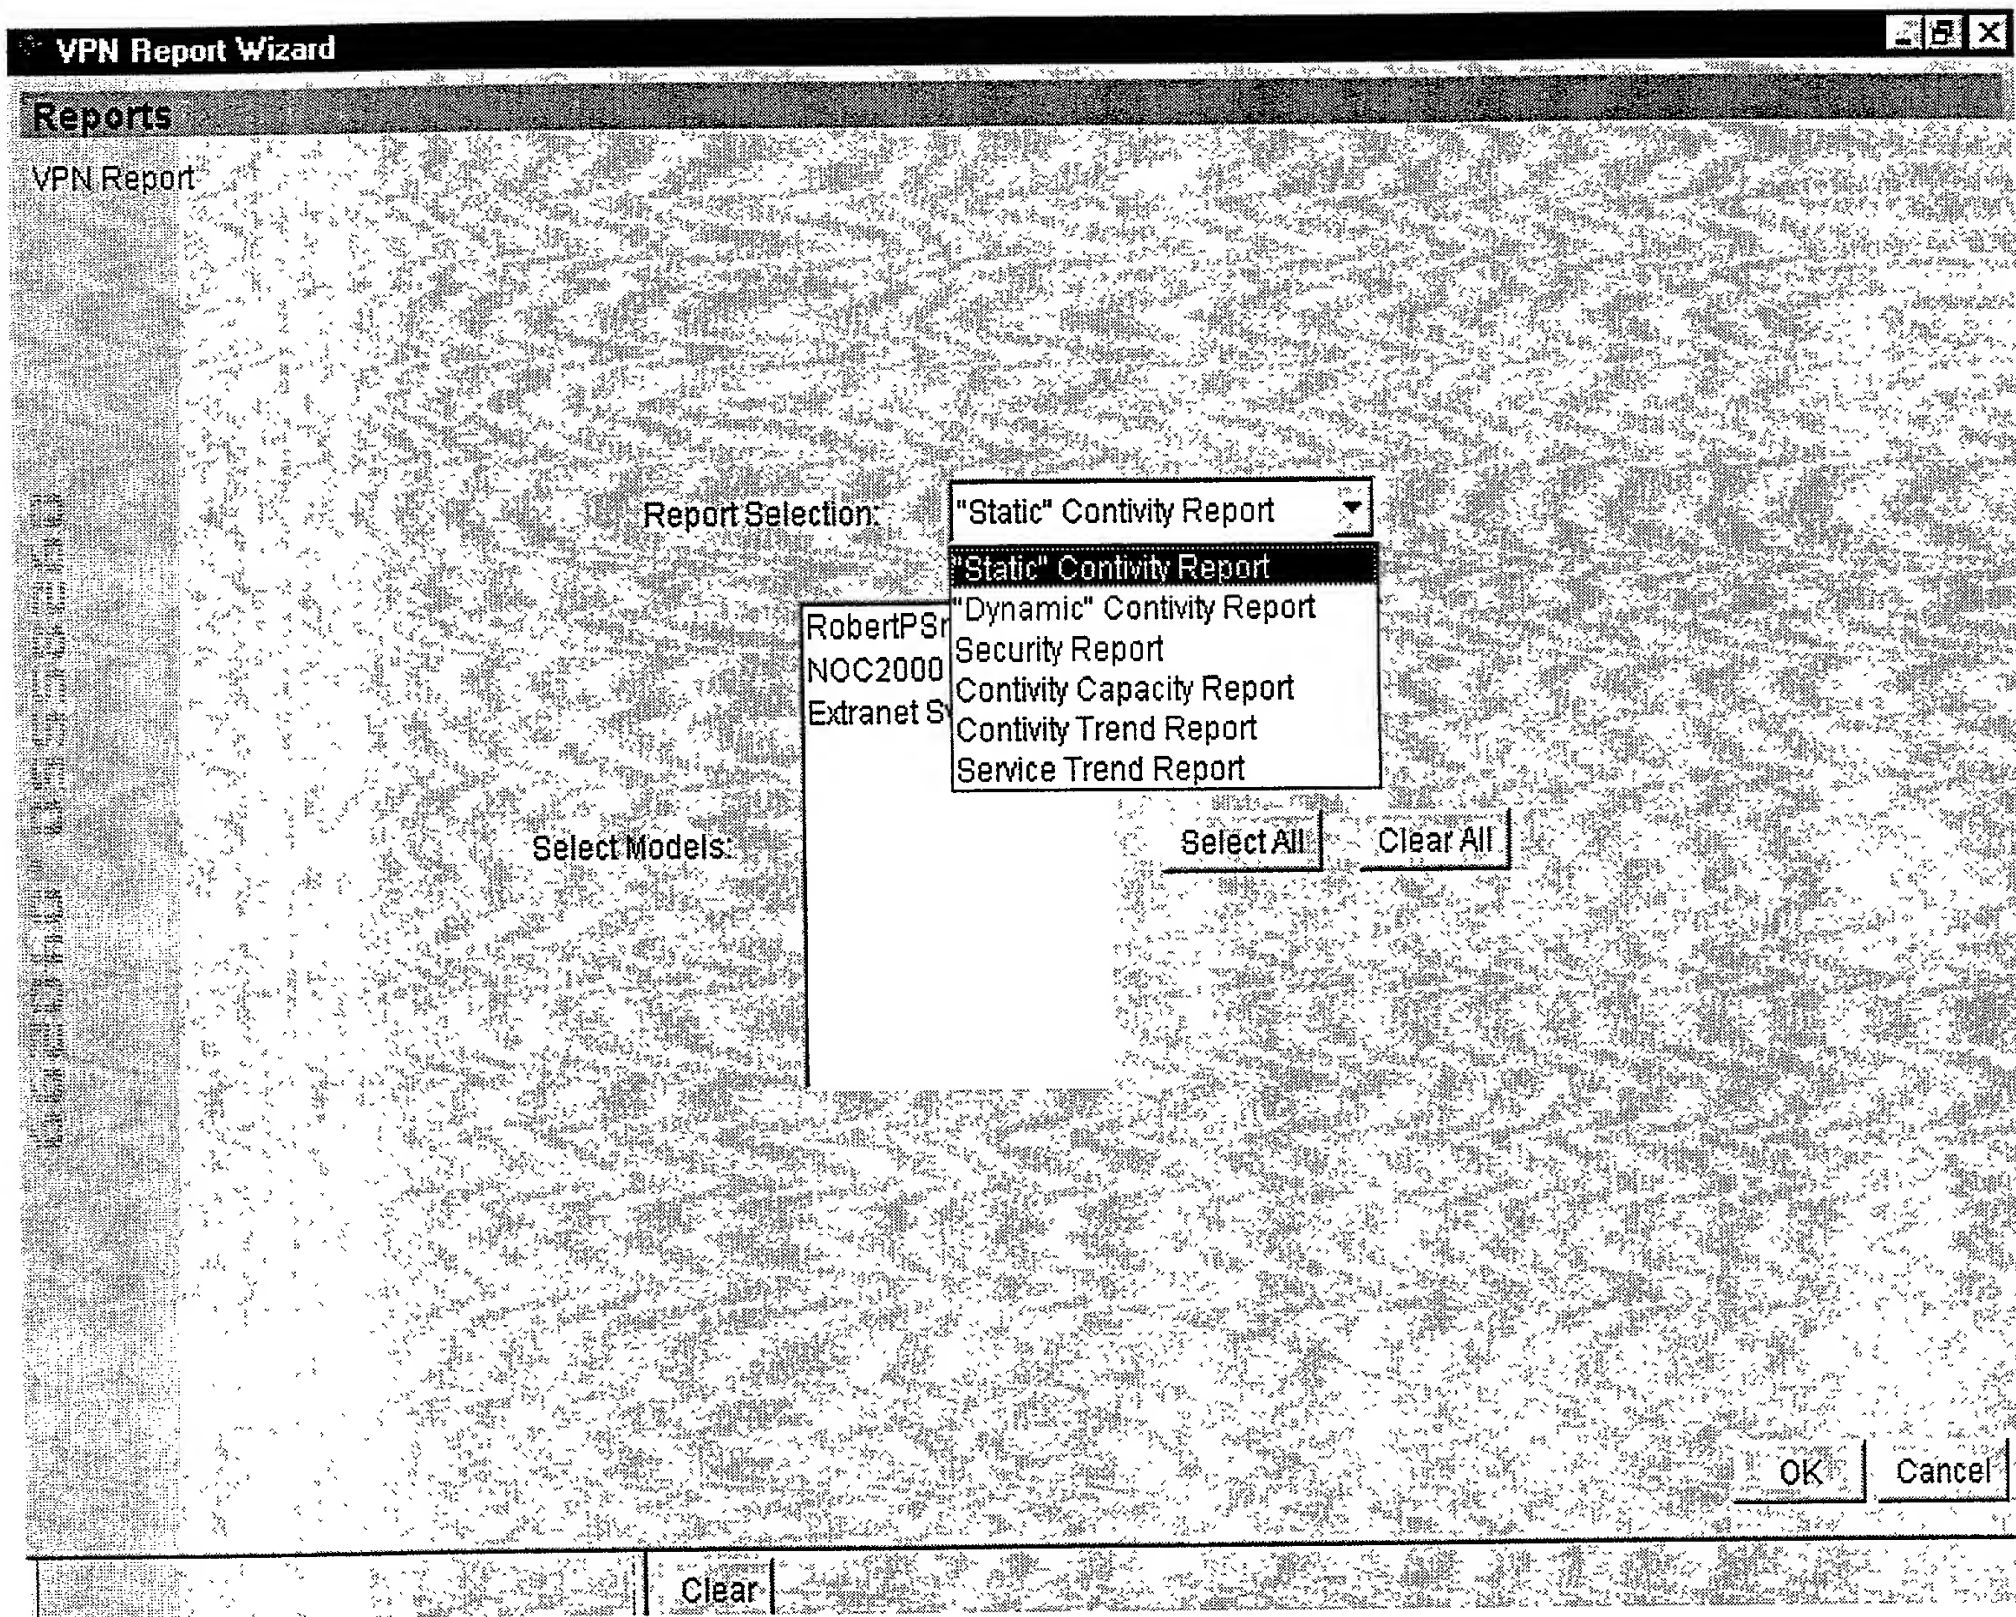 VPN Report Wizard
Reports
VPN Report
Report Selection:
"Static" Contivity Report
"Static" Contivity Report
"Dynamic" Contivity Report
Security Report
Contivity Capacity Report
Contivity Trend Report
Service Trend Report
NOC2000
Extranet
Select Models:
Select All
Clear All
OK
Cancel
Clear